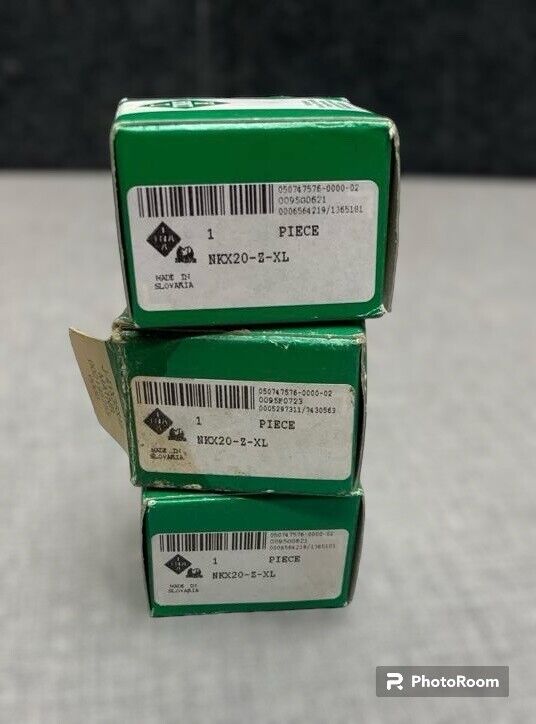 050747576-0000-02
009500621
0006564219/1365181
1 PIECE
NKX20-Z-XL
MADE IN
SLOVAKIA
050747576-0000-02
0095F0723
0005297311/7430563
1 PIECE
NKX20-Z-XL
MADE IN
SLOVAKIA
050747576-0000-02
009500621
0006564219/1365181
1 PIECE
NKX20-Z-XL
MADE IN
SLOVAKIA
PhotoRoom